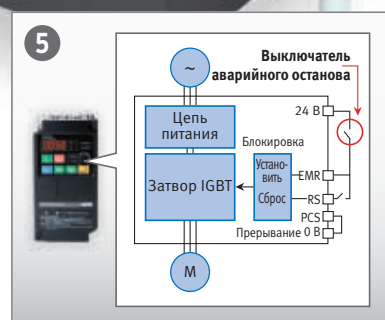 5
Выключатель
аварийного останова
~
24 В
Цепь
питания
Блокировка
Устано-
вить
Сброс
Затвор IGBT
EMR
RS
PCS
Прерывание 0 В
М